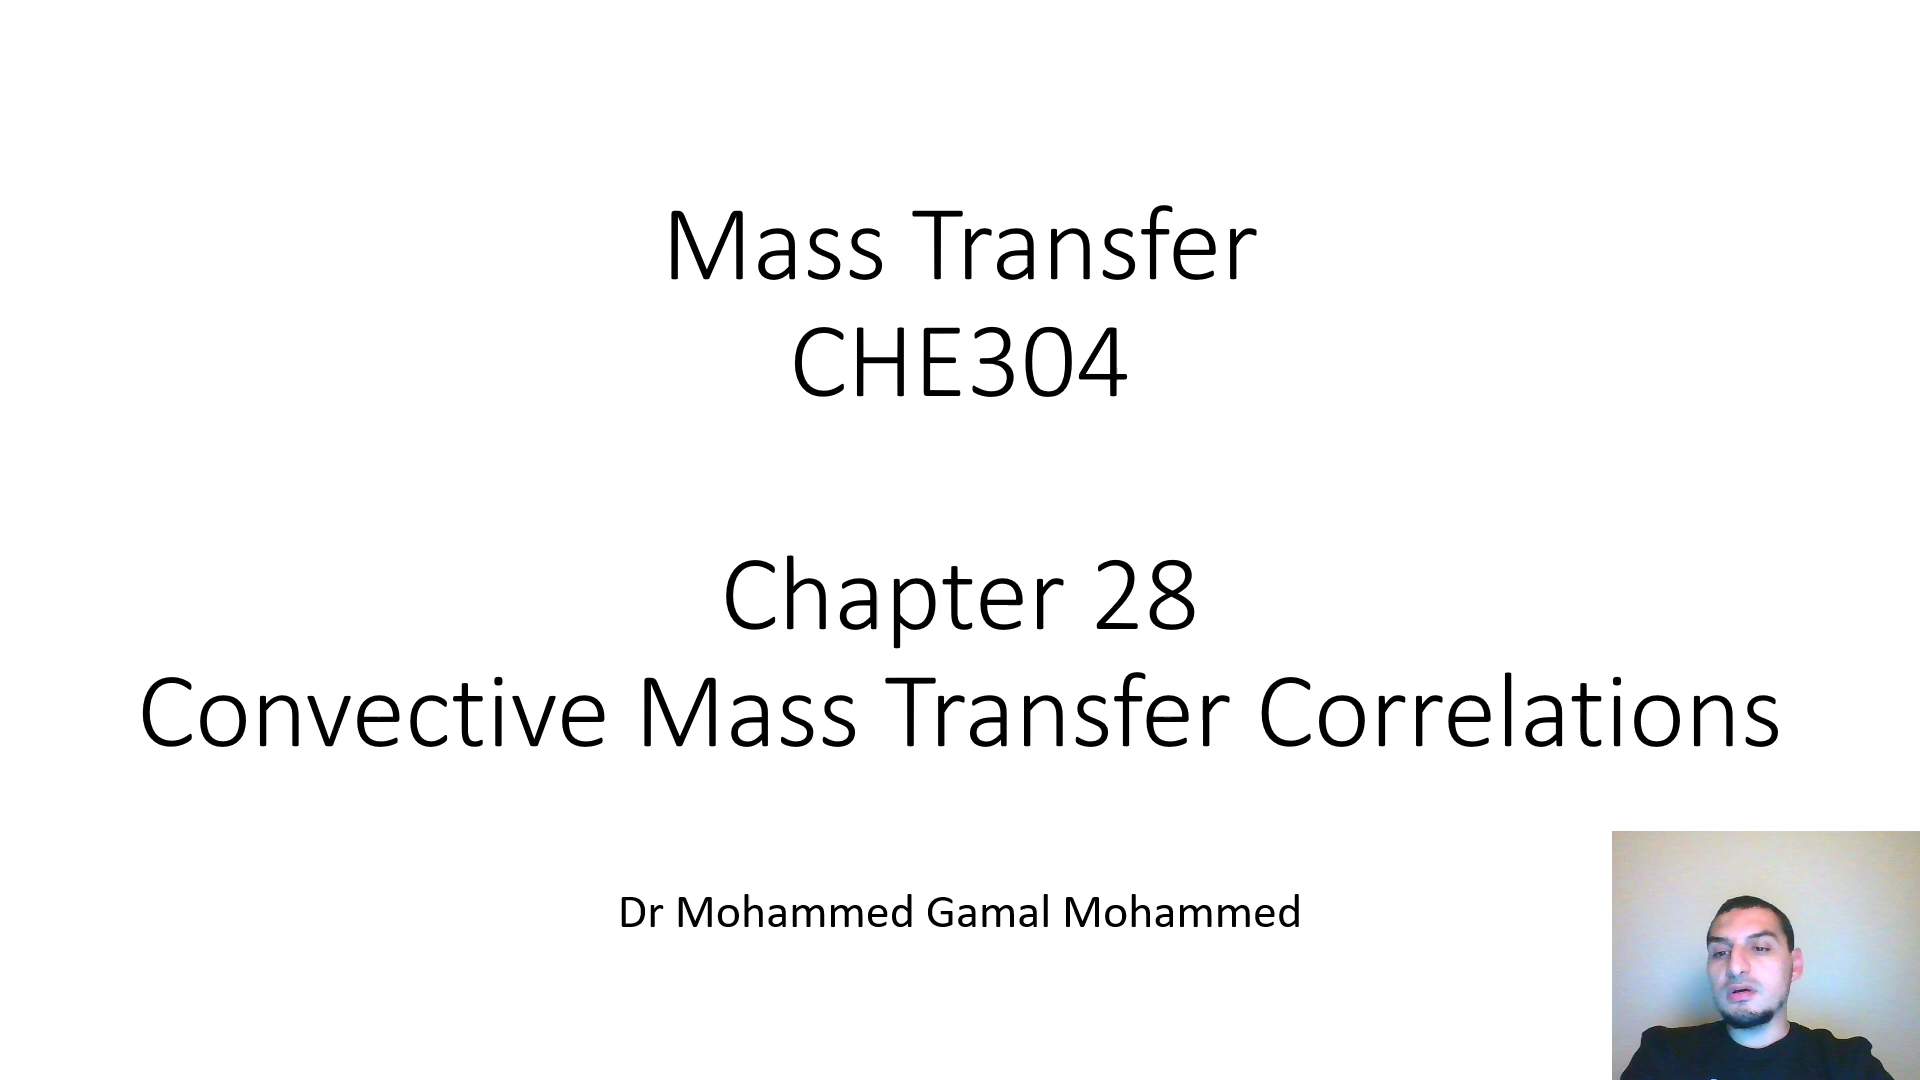 Mass Transfer
CHE304
Chapter 28
Convective Mass Transfer Correlations
Dr Mohammed Gamal Mohammed